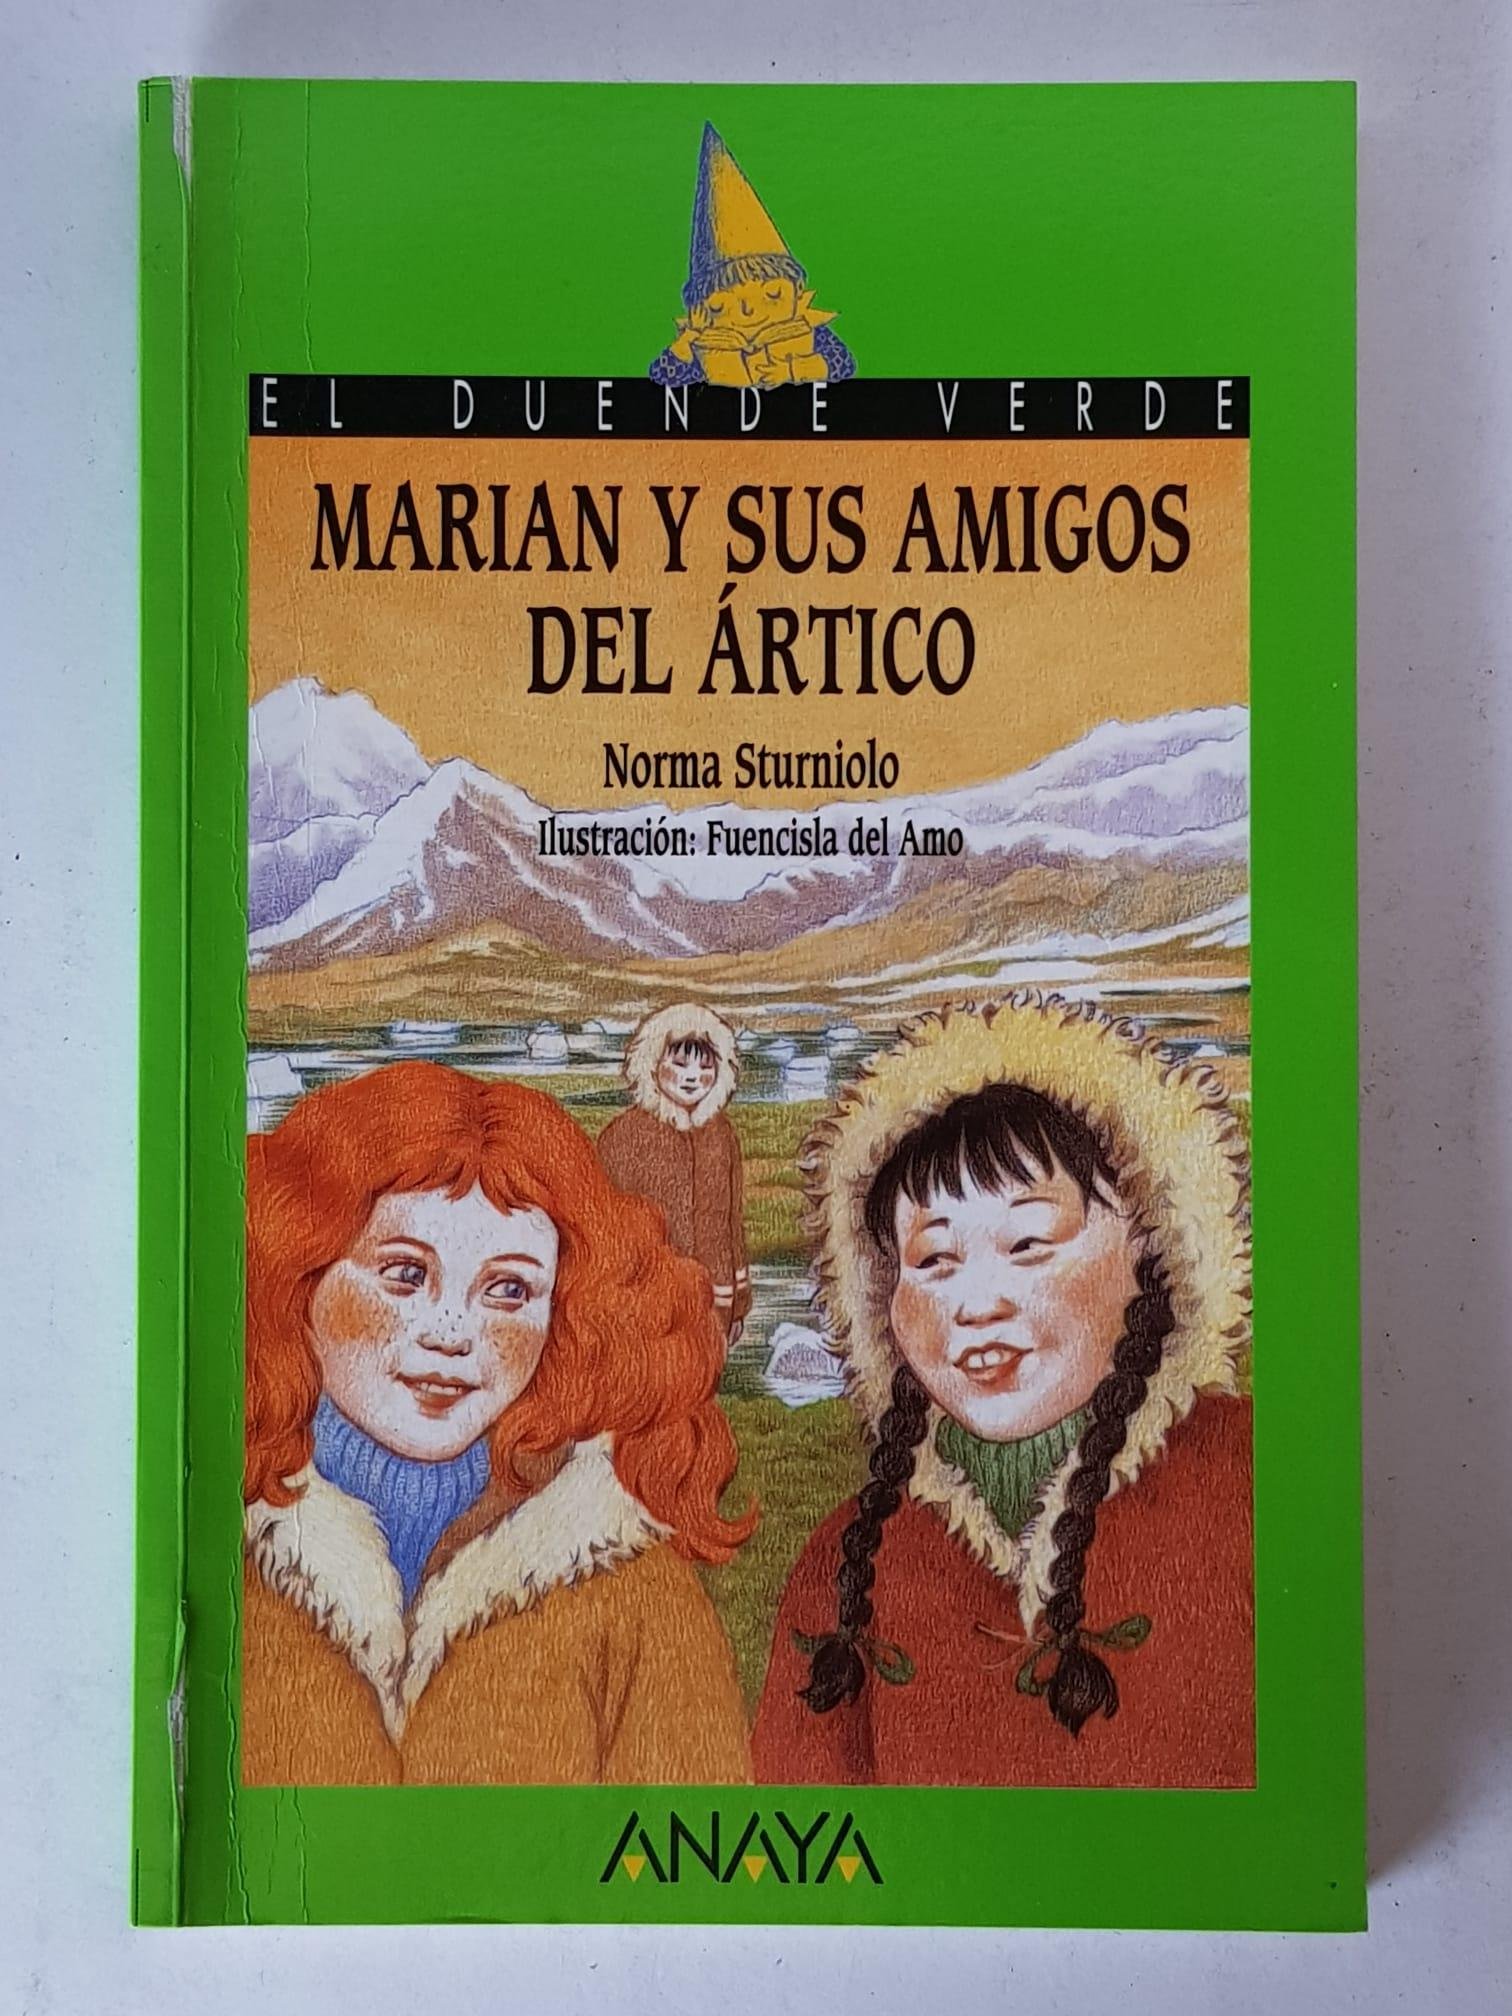 EL DUENDE VERDE
MARIAN Y SUS AMIGOS
DEL ÁRTICO
Norma Sturniolo
Ilustración: Fuencisla del Amo
ANAYA